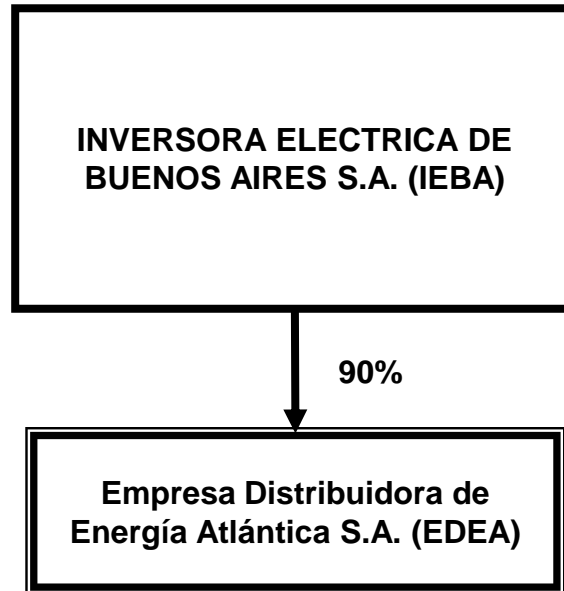 INVERSORA ELECTRICA DE
BUENOS AIRES S.A. (IEBA)
90%
Empresa Distribuidora de
Energía Atlántica S.A. (EDEA)